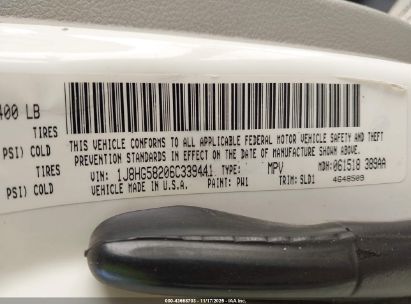 400 LB
TIRES
PSI) COLD
TIRES
PSI) COLD
THIS VEHICLE CONFORMS TO ALL APPLICABLE FEDERAL MOTOR VEHICLE SAFETY AND THEFT
PREVENTION STANDARDS IN EFFECT ON THE DATE OF MANUFACTURE SHOWN ABOVE.
VIN: 1J8HG58206C339441 TYPE: MPV MDH: 061518 389AA
VEHICLE MADE IN U.S.A. PAINT: PW1 TRIM: SLD1 4648509